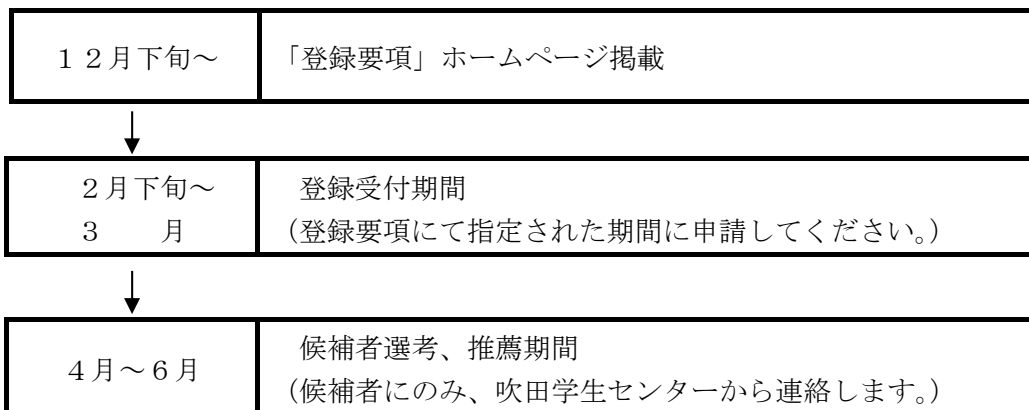 １２月下旬～ 「登録要項」ホームページ掲載
２月下旬～ 登録受付期間
３　　月 （登録要項にて指定された期間に申請してください。）
４月～６月 候補者選考、推薦期間
（候補者にのみ、吹田学生センターから連絡します。）